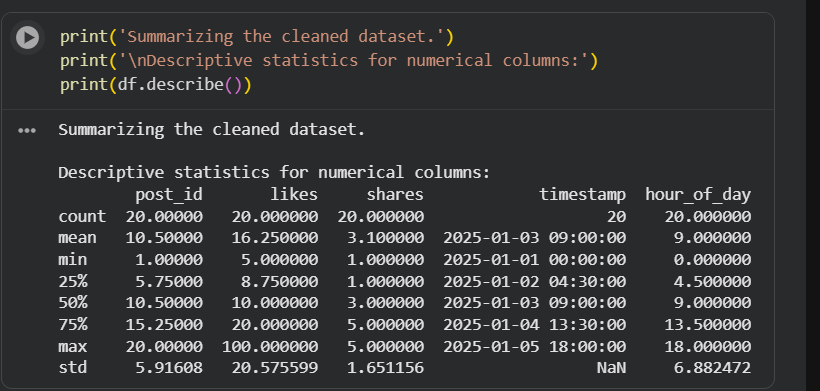 print('Summarizing the cleaned dataset.')
print('\nDescriptive statistics for numerical columns:')
print(df.describe())
Summarizing the cleaned dataset.
Descriptive statistics for numerical columns:
post_id likes shares timestamp hour_of_day
count 20.00000 20.000000 20.000000 20 20.000000
mean 10.50000 16.250000 3.100000 2025-01-03 09:00:00 9.000000
min 1.00000 5.000000 1.000000 2025-01-01 00:00:00 0.000000
25% 5.75000 8.750000 1.000000 2025-01-02 04:30:00 4.500000
50% 10.50000 10.000000 3.000000 2025-01-03 09:00:00 9.000000
75% 15.25000 20.000000 5.000000 2025-01-04 13:30:00 13.500000
max 20.00000 100.000000 5.000000 2025-01-05 18:00:00 18.000000
std 5.91608 20.575599 1.651156 NaN 6.882472